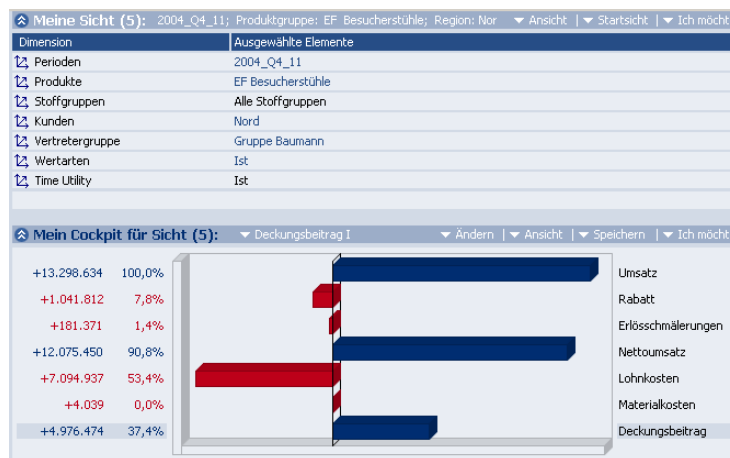 Meine Sicht (5): 2004_Q4_11; Produktgruppe: EF Besucherstühle; Region: Nor Ansicht | Startsicht | Ich möcht
Dimension Ausgewählte Elemente
Perioden 2004_Q4_11
Produkte EF Besucherstühle
Stoffgruppen Alle Stoffgruppen
Kunden Nord
Vertretergruppe Gruppe Baumann
Wertarten Ist
Time Utility Ist
Mein Cockpit für Sicht (5): Deckungsbeitrag I Ändern | Ansicht | Speichern | Ich möcht
+13.298.634 100,0% Umsatz
+1.041.812 7,8% Rabatt
+181.371 1,4% Erlösschmälerungen
+12.075.450 90,8% Nettoumsatz
+7.094.937 53,4% Lohnkosten
+4.039 0,0% Materialkosten
+4.976.474 37,4% Deckungsbeitrag